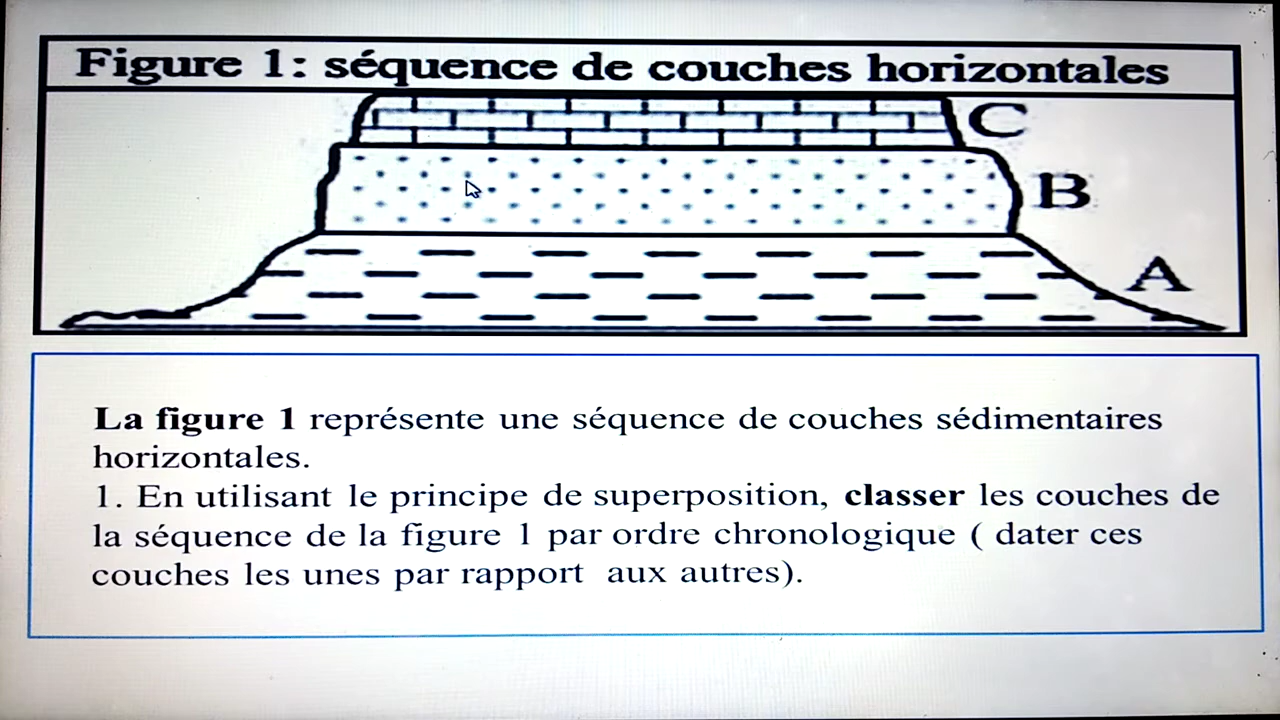 Figure 1: séquence de couches horizontales
C
B
A
La figure 1 représente une séquence de couches sédimentaires
horizontales.
1. En utilisant le principe de superposition, classer les couches de
la séquence de la figure 1 par ordre chronologique ( dater ces
couches les unes par rapport aux autres).